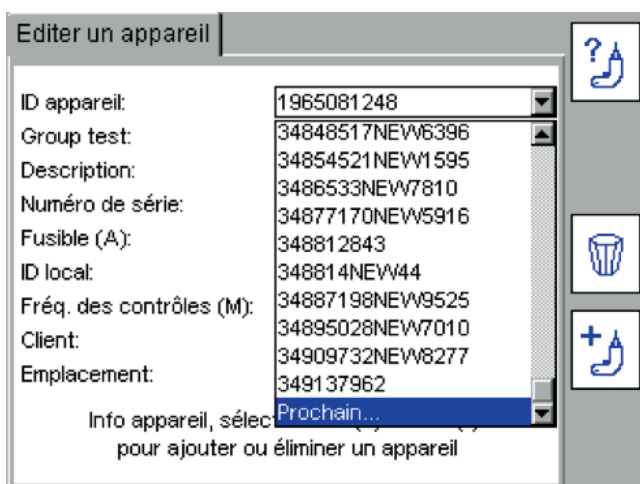 Editer un appareil
ID appareil: 1965081248
Group test: 34848517NEW6396
34854521NEW1595
Description: 3486533NEW7810
Numéro de série: 34877170NEW5916
Fusible (A): 348812843
ID local: 348814NEW44
Fréq. des contrôles (M): 34887198NEW9525
34895028NEW7010
Client: 34909732NEW8277
Emplacement: 349137962
Prochain...
Info appareil, sélec
pour ajouter ou éliminer un appareil
?
+